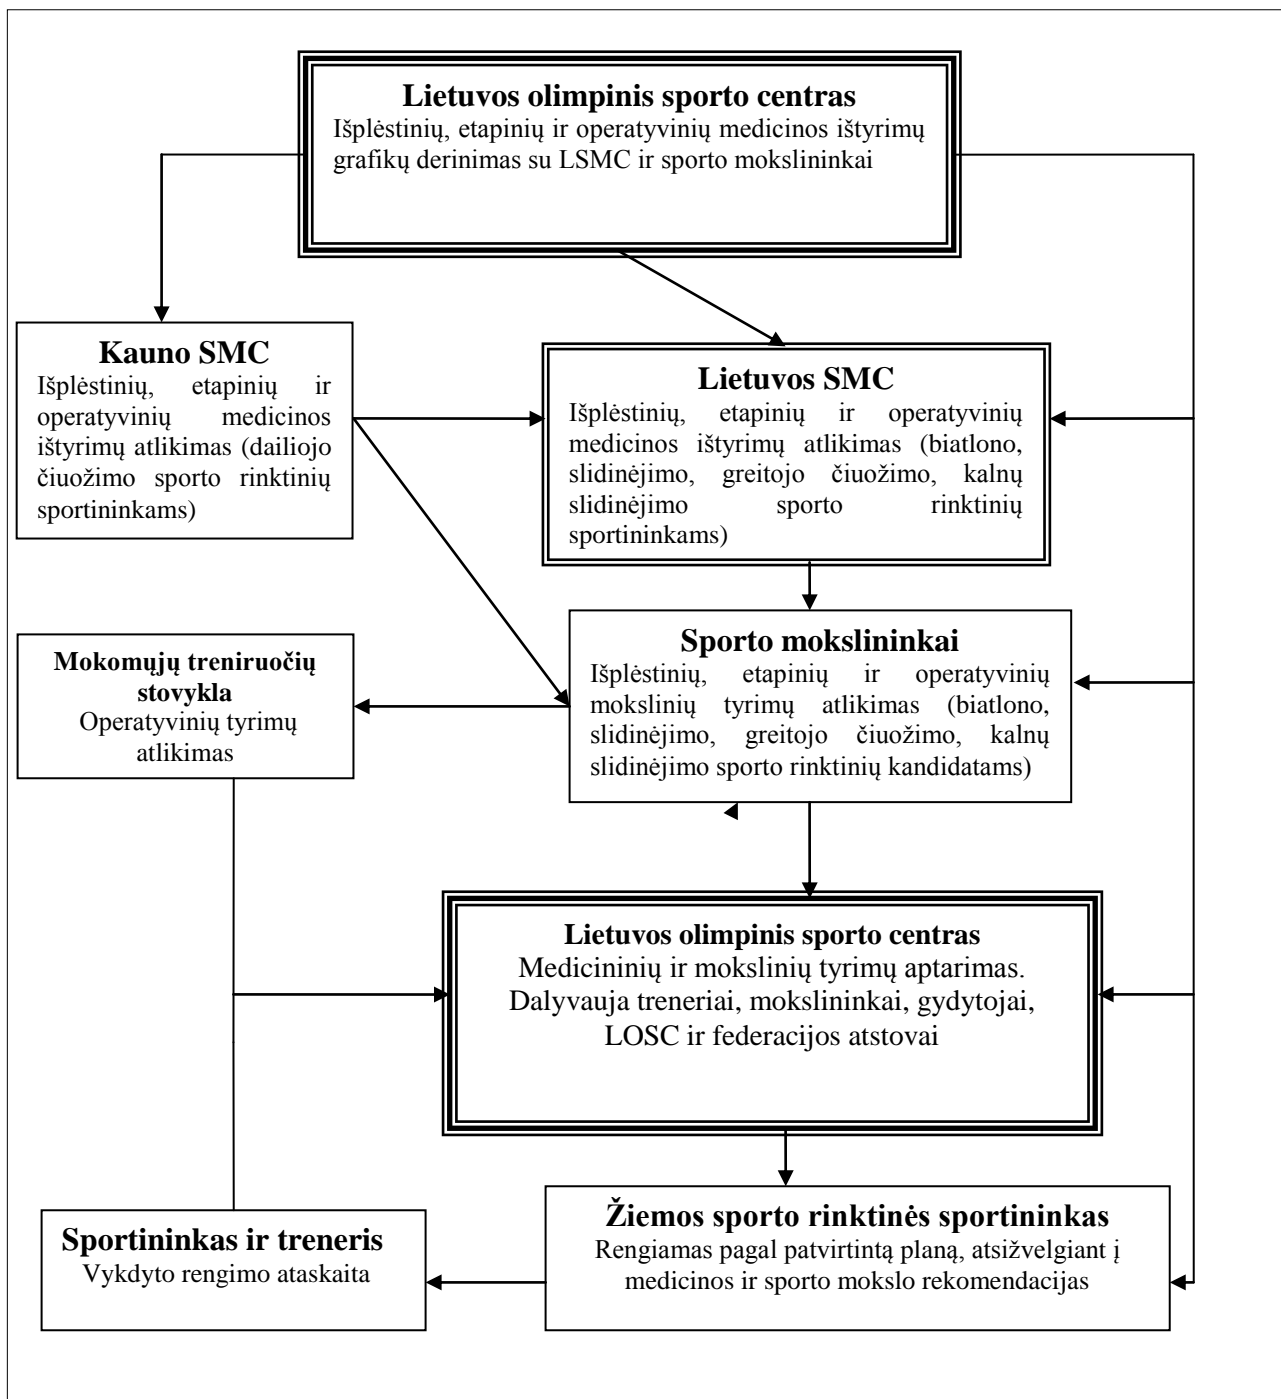 Lietuvos olimpinis sporto centras
Išplėstinių, etapinių ir operatyvinių medicinos ištyrimų
grafikų derinimas su LSMC ir sporto mokslininkai
Kauno SMC
Išplėstinių, etapinių ir
operatyvinių medicinos
ištyrimų atlikimas (dailiojo
čiuožimo sporto rinktinių
sportininkams)
Lietuvos SMC
Išplėstinių, etapinių ir operatyvinių
medicinos ištyrimų atlikimas (biatlono,
slidinėjimo, greitojo čiuožimo, kalnų
slidinėjimo sporto rinktinių
sportininkams)
Sporto mokslininkai
Išplėstinių, etapinių ir operatyvinių
mokslinių tyrimų atlikimas (biatlono,
slidinėjimo, greitojo čiuožimo, kalnų
slidinėjimo sporto rinktinių kandidatams)
Mokomųjų treniruočių
stovykla
Operatyvinių tyrimų
atlikimas
Lietuvos olimpinis sporto centras
Medicininių ir mokslinių tyrimų aptarimas.
Dalyvauja treneriai, mokslininkai, gydytojai,
LOSC ir federacijos atstovai
Žiemos sporto rinktinės sportininkas
Rengiamas pagal patvirtintą planą, atsižvelgiant į
medicinos ir sporto mokslo rekomendacijas
Sportininkas ir treneris
Vykdyto rengimo ataskaita